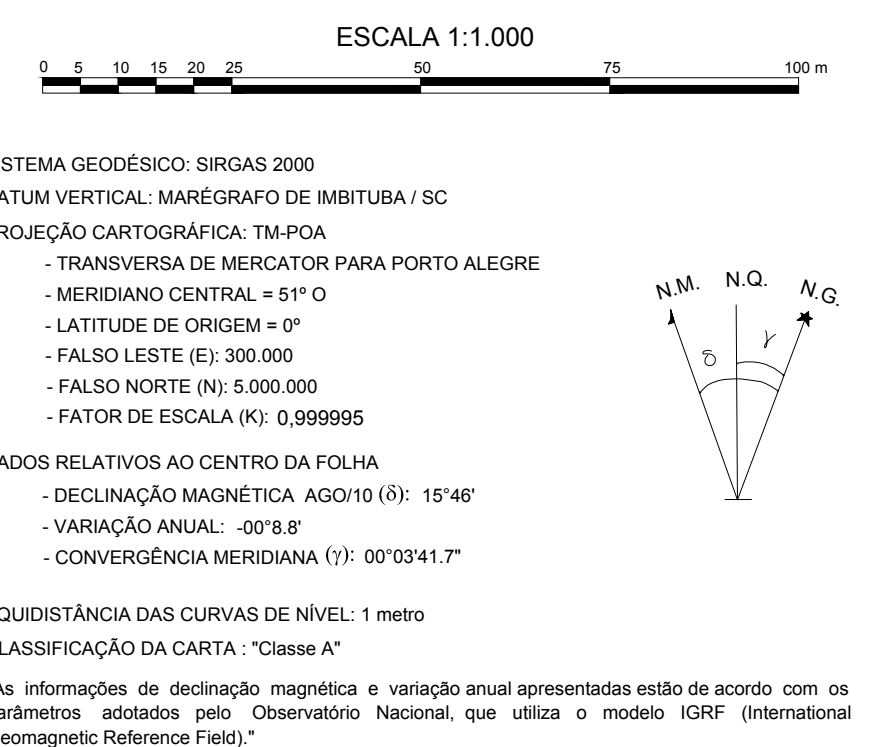 ESCALA 1:1.000
0 5 10 15 20 25 50 75 100 m
ISTEMA GEODÉSICO: SIRGAS 2000
ATUM VERTICAL: MARÉGRAFO DE IMBITUBA / SC
ROJEÇÃO CARTOGRÁFICA: TM-POA
- TRANSVERSA DE MERCATOR PARA PORTO ALEGRE
- MERIDIANO CENTRAL = 51º O
- LATITUDE DE ORIGEM = 0º
- FALSO LESTE (E): 300.000
- FALSO NORTE (N): 5.000.000
- FATOR DE ESCALA (K): 0,999995
N.M. N.Q. N.G.
δ γ
ADOS RELATIVOS AO CENTRO DA FOLHA
- DECLINAÇÃO MAGNÉTICA AGO/10 (δ): 15°46'
- VARIAÇÃO ANUAL: -00°8.8'
- CONVERGÊNCIA MERIDIANA (γ): 00°03'41.7"
QUIDISTÂNCIA DAS CURVAS DE NÍVEL: 1 metro
LASSIFICAÇÃO DA CARTA : "Classe A"
As informações de declinação magnética e variação anual apresentadas estão de acordo com os
arâmetros adotados pelo Observatório Nacional, que utiliza o modelo IGRF (International
eomagnetic Reference Field)."